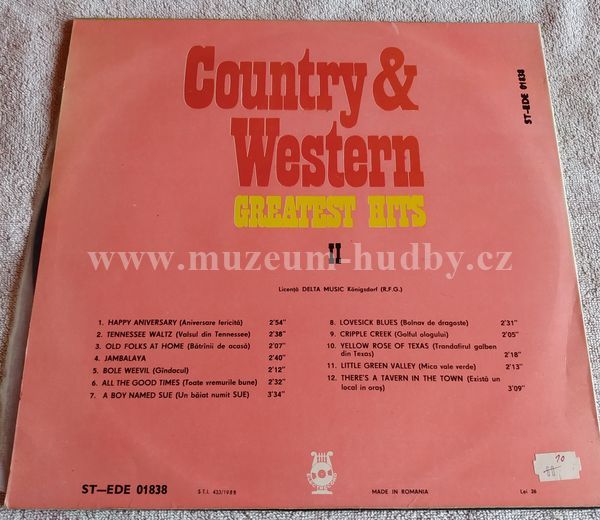 Country &
Western
GREATEST HITS
II
ST—EDE 01838
www.muzeum-hudby.cz
Licență DELTA MUSIC Königsdorf (R.F.G.)
1. HAPPY ANIVERSARY (Aniversare fericită) 2'54"
2. TENNESSEE WALTZ (Valsul din Tennessee) 2'38"
3. OLD FOLKS AT HOME (Bătrînii de acasă) 2'07"
4. JAMBALAYA 2'40"
5. BOLE WEEVIL (Gîndacul) 2'12"
6. ALL THE GOOD TIMES (Toate vremurile bune) 2'32"
7. A BOY NAMED SUE (Un băiat numit SUE) 3'34"
8. LOVESICK BLUES (Bolnav de dragoste) 2'31"
9. CRIPPLE CREEK (Golful ologului) 2'05"
10. YELLOW ROSE OF TEXAS (Trandafirul galben
din Texas) 2'18"
11. LITTLE GREEN VALLEY (Mica vale verde) 2'13"
12. THERE'S A TAVERN IN THE TOWN (Există un
local in oraș) 3'09"
ST—EDE 01838
S.T.I. 433/1988
MADE IN ROMANIA
Lei 26
70